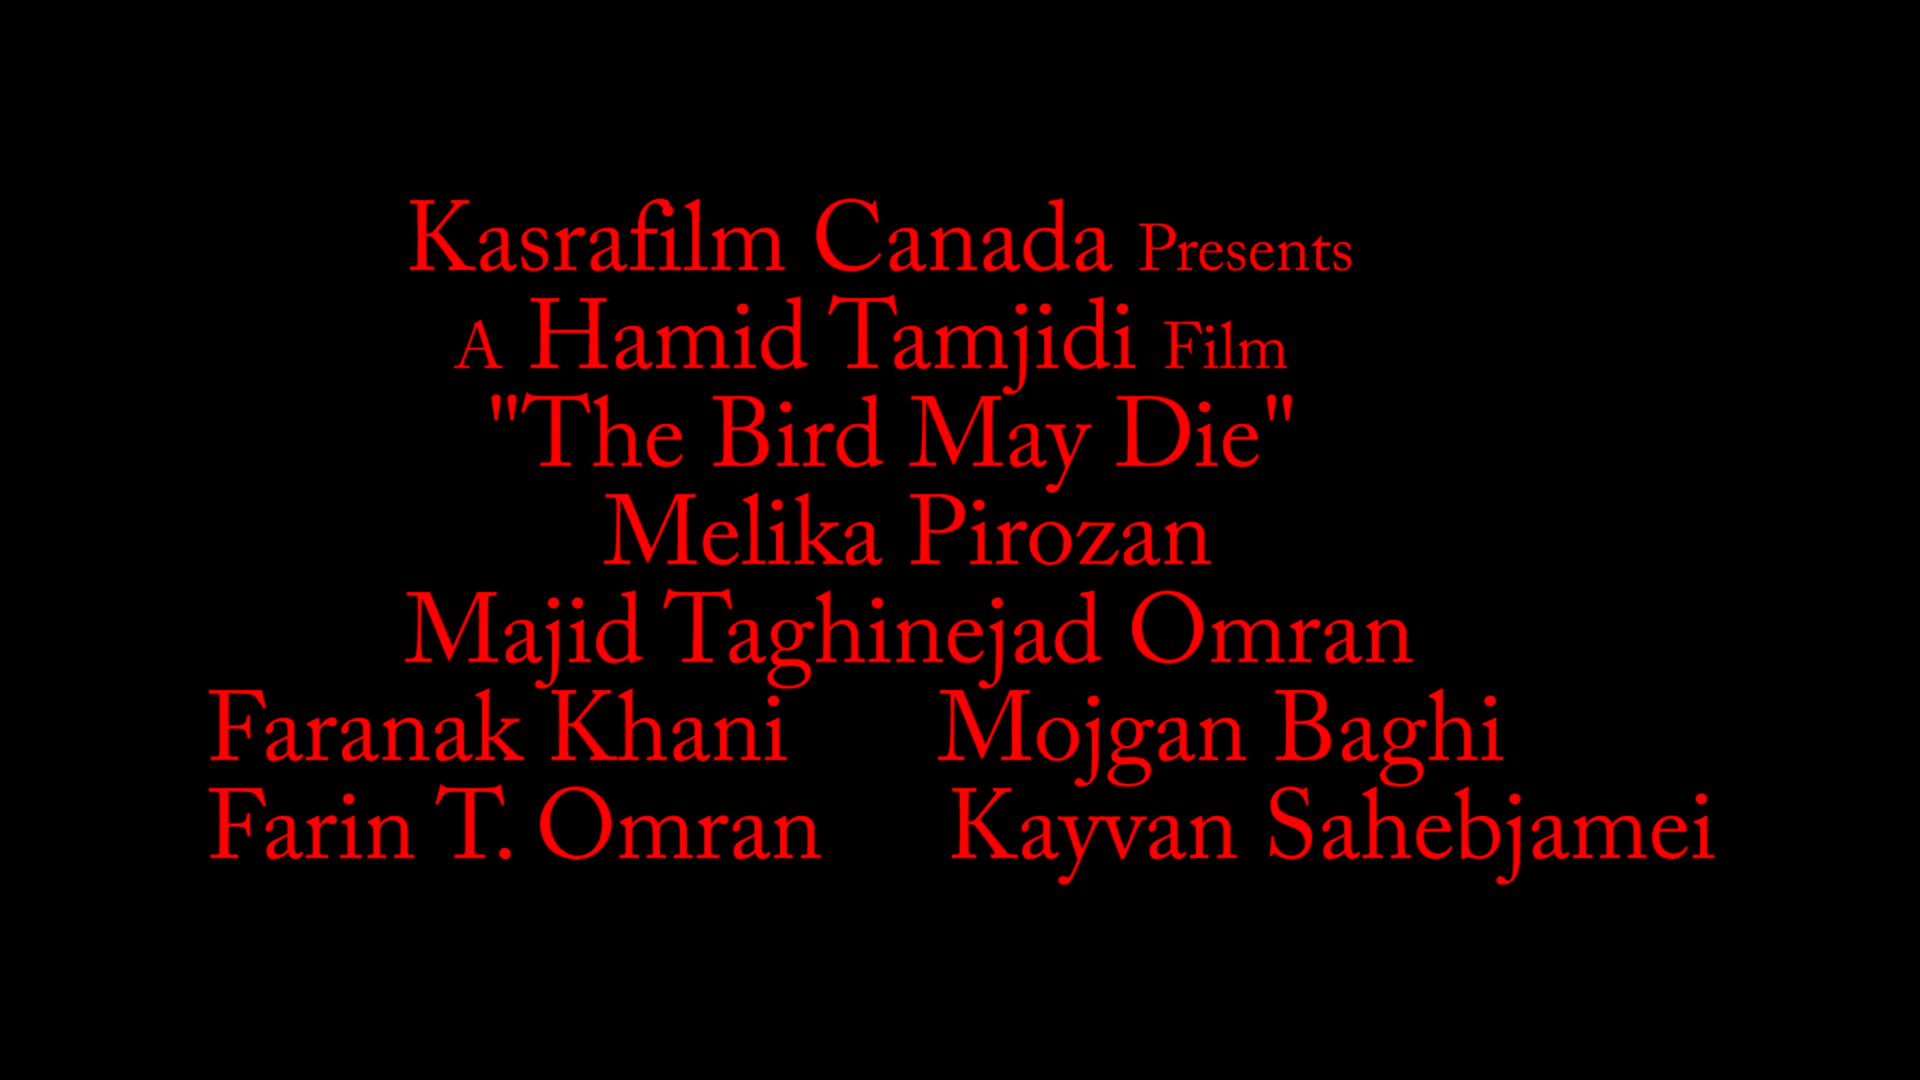 Kasrafilm Canada Presents
A Hamid Tamjidi Film
"The Bird May Die"
Melika Pirozan
Majid Taghinejad Omran
Faranak Khani Mojgan Baghi
Farin T. Omran Kayvan Sahebjamei